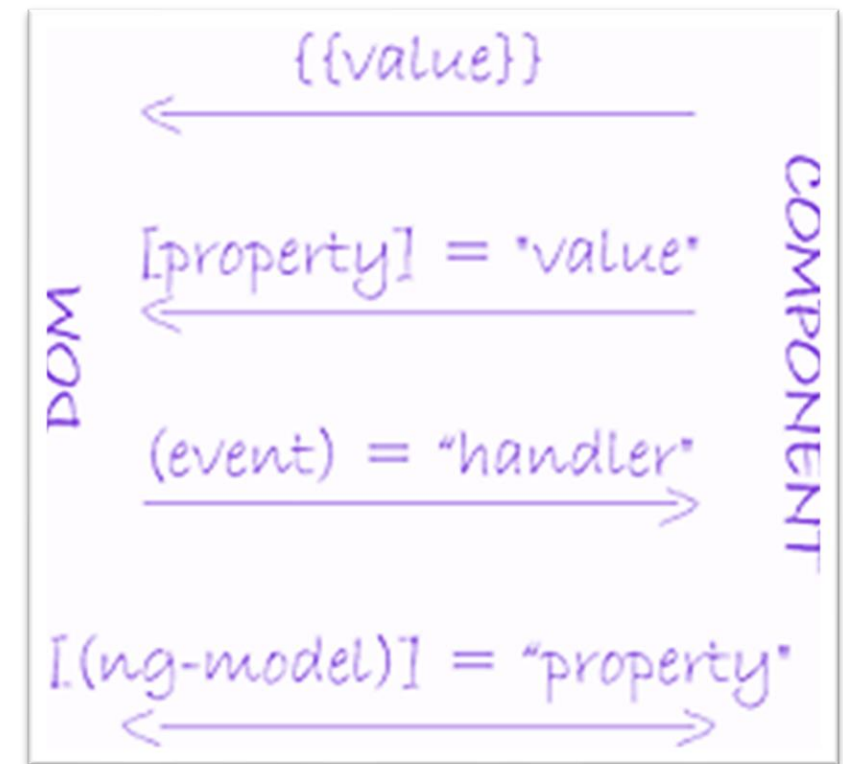 {{value}}
[property] = "value"
DOM
COMPONENT
(event) = “handler"
[(ng-model)] = “property"